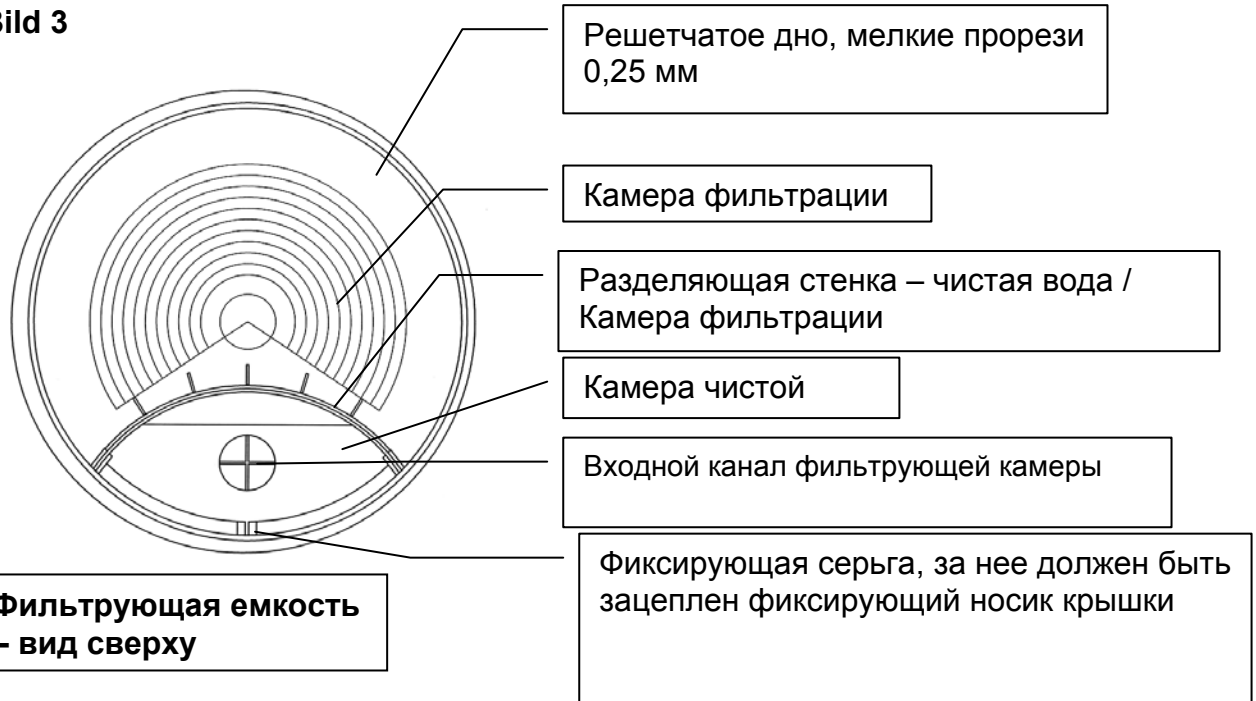 Bild 3
Решетчатое дно, мелкие прорези
0,25 мм
Камера фильтрации
Разделяющая стенка – чистая вода /
Камера фильтрации
Камера чистой
Входной канал фильтрующей камеры
Фиксирующая серьга, за нее должен быть
зацеплен фиксирующий носик крышки
Фильтрующая емкость
- вид сверху